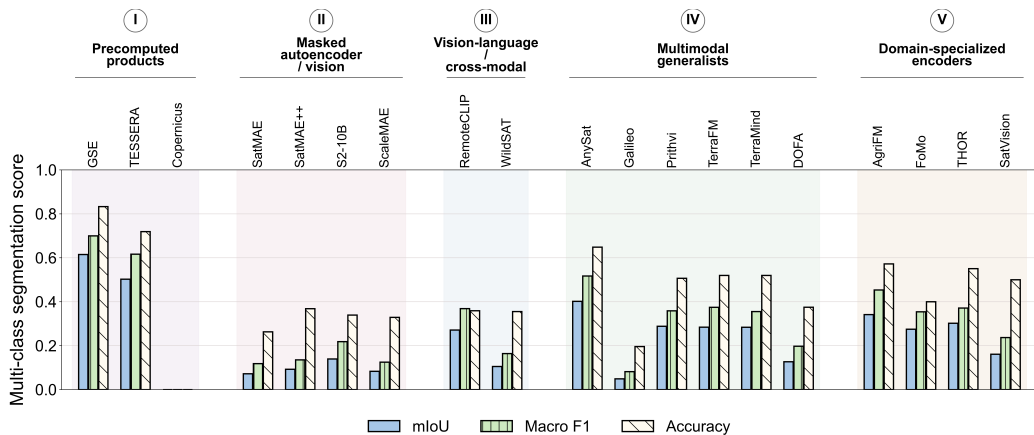 I
Precomputed
products
II
Masked
autoencoder
/ vision
III
Vision-language
/
cross-modal
IV
Multimodal
generalists
V
Domain-specialized
encoders
GSE
TESSERA
Copernicus
SatMAE
SatMAE++
S2-10B
ScaleMAE
RemoteCLIP
WildSAT
AnySat
Galileo
Prithvi
TerraFM
TerraMind
DOFA
AgriFM
FoMo
THOR
SatVision
Multi-class segmentation score
1.0
0.8
0.6
0.4
0.2
0.0
mIoU
Macro F1
Accuracy